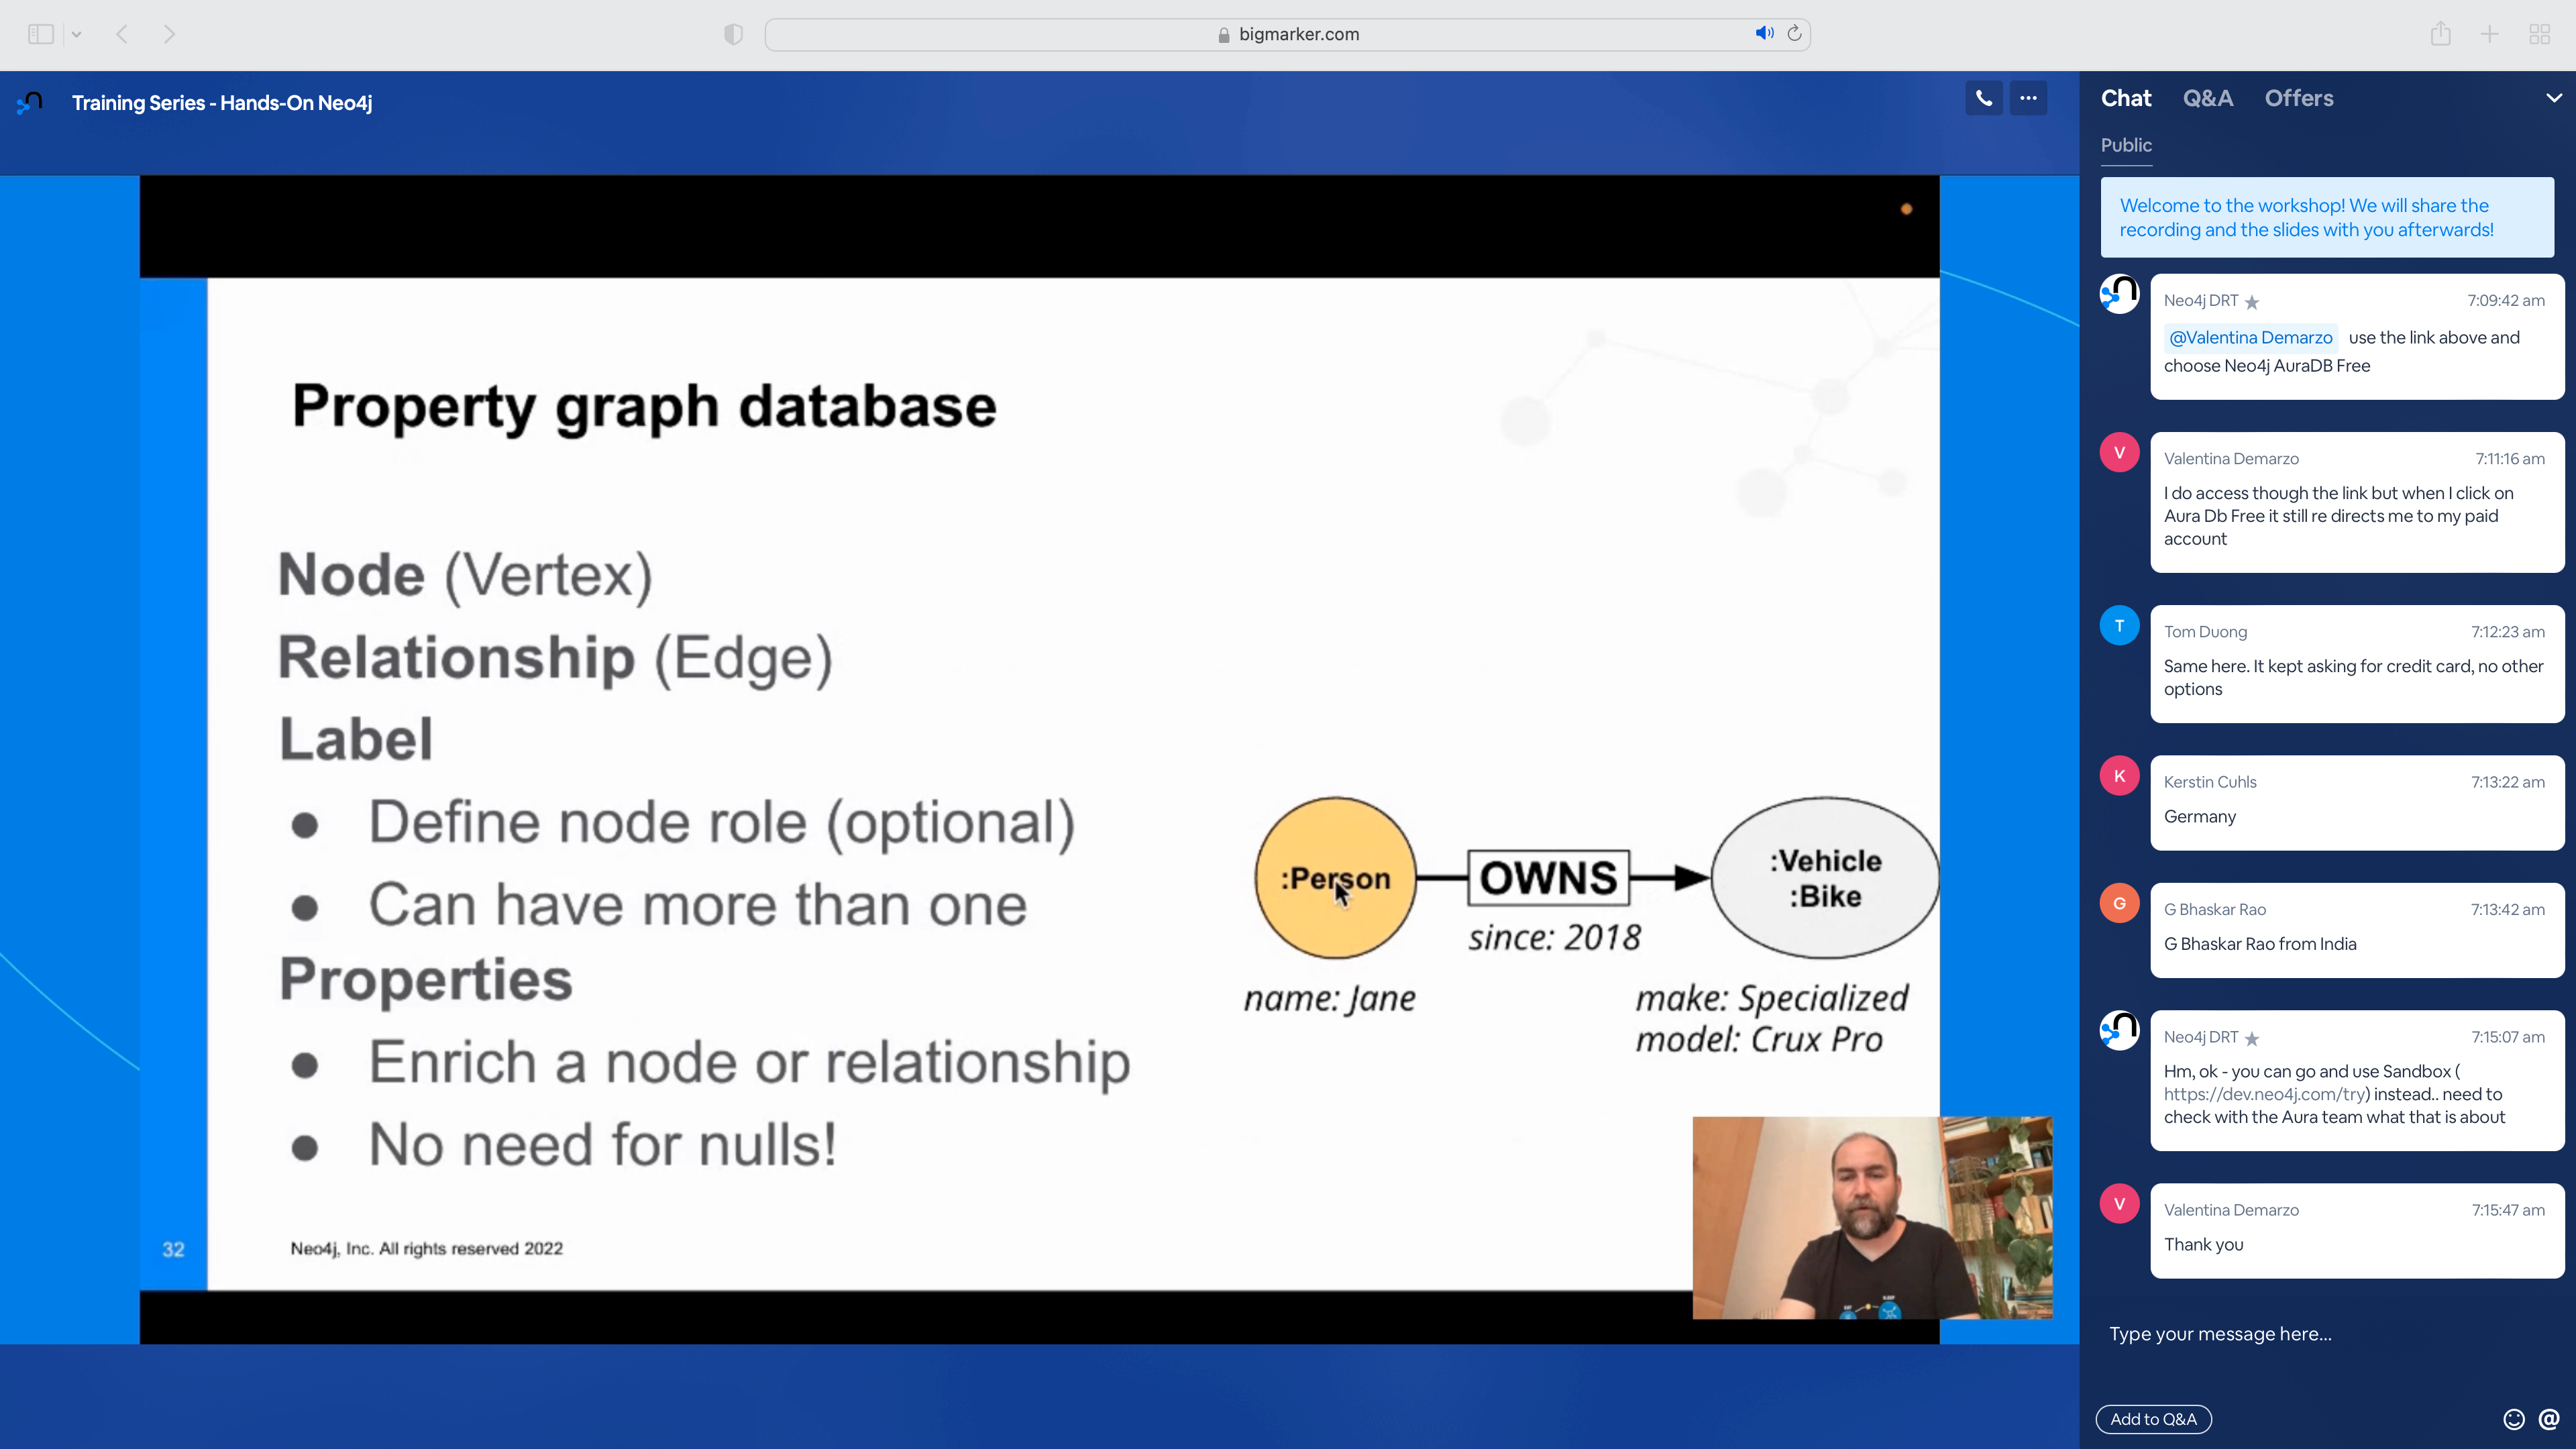 bigmarker.com
Training Series - Hands-On Neo4j
Property graph database
Node (Vertex)
Relationship (Edge)
Label
● Define node role (optional)
● Can have more than one
Properties
● Enrich a node or relationship
● No need for nulls!
:Person
OWNS
:Vehicle
:Bike
since: 2018
name: Jane
make: Specialized
model: Crux Pro
32
Neo4j, Inc. All rights reserved 2022
Chat
Q&A
Offers
Public
Welcome to the workshop! We will share the
recording and the slides with you afterwards!
Neo4j DRT
7:09:42 am
@Valentina Demarzo use the link above and
choose Neo4j AuraDB Free
V
Valentina Demarzo
7:11:16 am
I do access though the link but when I click on
Aura Db Free it still re directs me to my paid
account
T
Tom Duong
7:12:23 am
Same here. It kept asking for credit card, no other
options
K
Kerstin Cuhls
7:13:22 am
Germany
G
G Bhaskar Rao
7:13:42 am
G Bhaskar Rao from India
Neo4j DRT
7:15:07 am
Hm, ok - you can go and use Sandbox (
https://dev.neo4j.com/try) instead.. need to
check with the Aura team what that is about
V
Valentina Demarzo
7:15:47 am
Thank you
Type your message here...
Add to Q&A
@